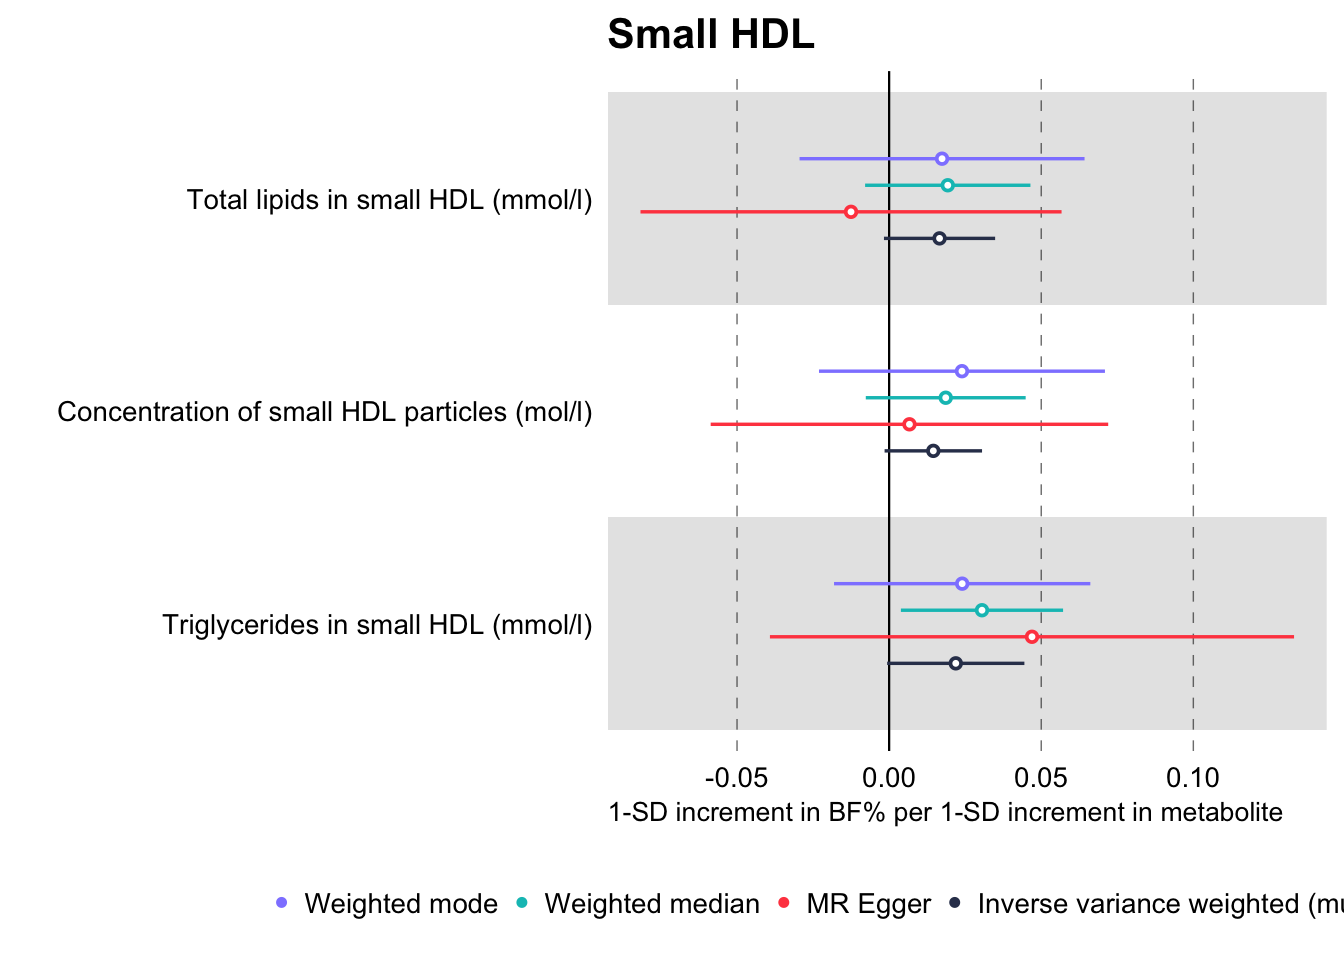 Small HDL
Total lipids in small HDL (mmol/l)
Concentration of small HDL particles (mol/l)
Triglycerides in small HDL (mmol/l)
-0.05 0.00 0.05 0.10
1-SD increment in BF% per 1-SD increment in metabolite
Weighted mode Weighted median MR Egger Inverse variance weighted